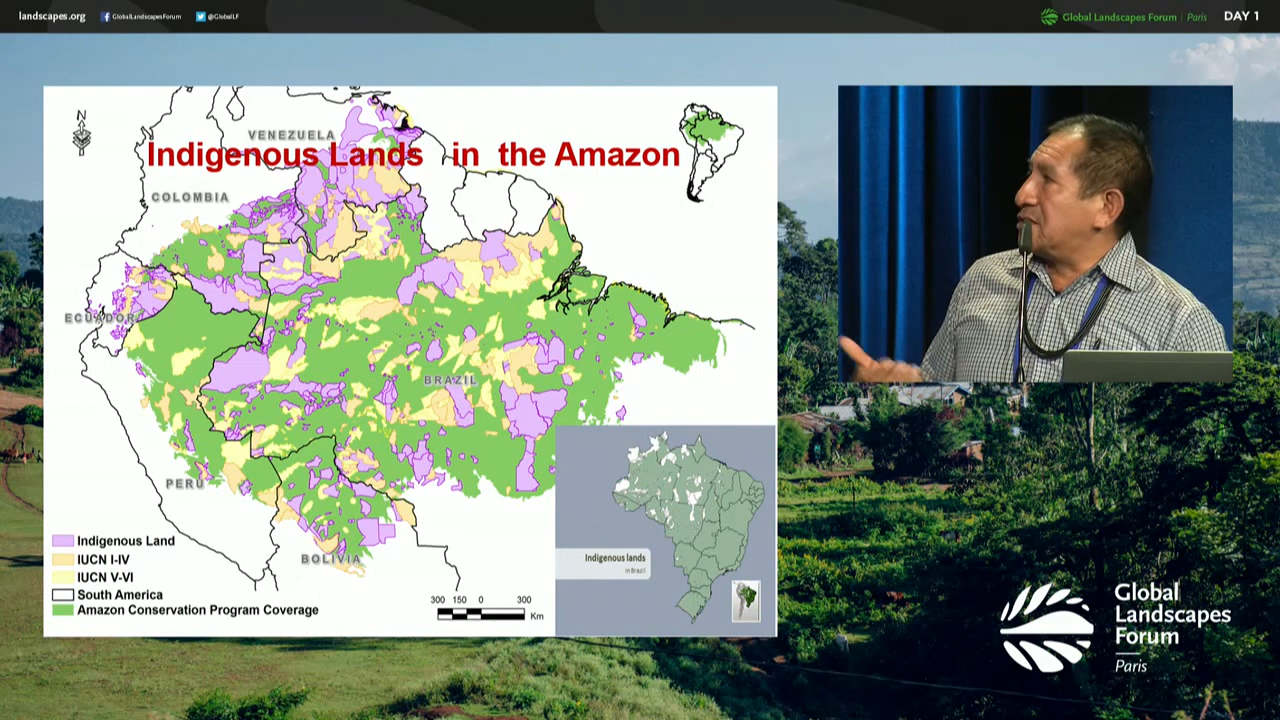 landscapes.org
GlobalLandscapesForum
@GlobalLF
Global Landscapes Forum | Paris
DAY 1
N
VENEZUELA
Indigenous Lands in the Amazon
COLOMBIA
ECUADOR
BRAZIL
PERU
BOLIVIA
Indigenous Land
IUCN I-IV
IUCN V-VI
South America
Amazon Conservation Program Coverage
300 150 0 300
Km
Indigenous lands
in Brazil
Global
Landscapes
Forum
Paris